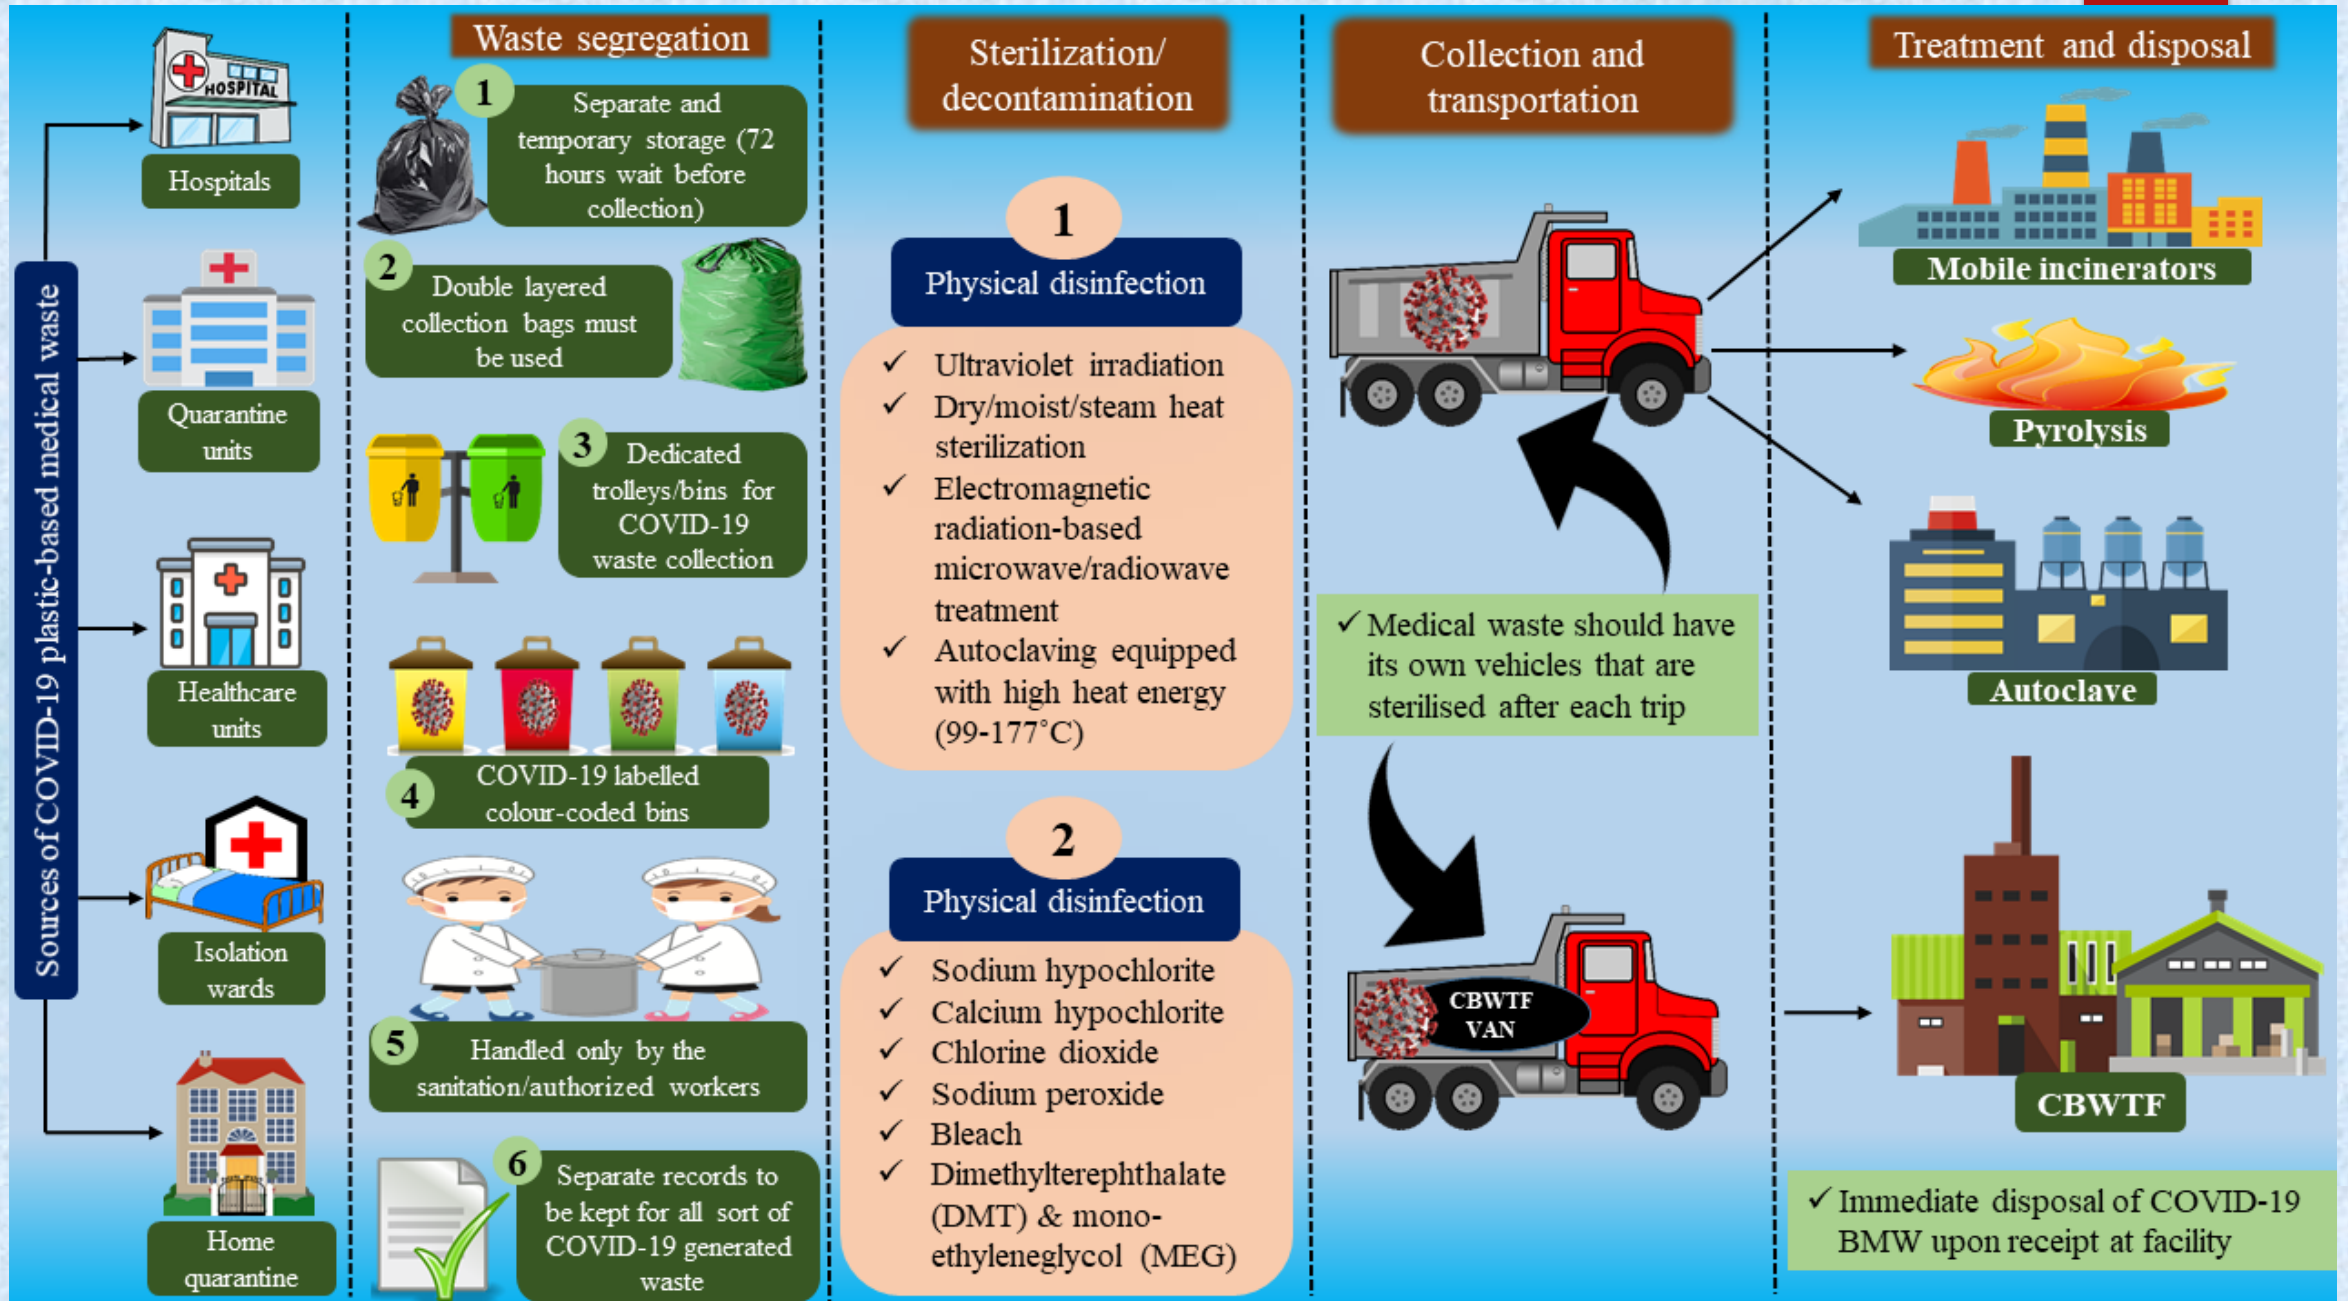 Sources of COVID-19 plastic-based medical waste
HOSPITAL
Hospitals
Quarantine
units
Healthcare
units
Isolation
wards
Home
quarantine
Waste segregation
1
Separate and
temporary storage (72
hours wait before
collection)
2
Double layered
collection bags must
be used
3
Dedicated
trolleys/bins for
COVID-19
waste collection
4
COVID-19 labelled
colour-coded bins
5
Handled only by the
sanitation/authorized workers
6
Separate records to
be kept for all sort of
COVID-19 generated
waste
Sterilization/
decontamination
1
Physical disinfection
✓ Ultraviolet irradiation
✓ Dry/moist/steam heat
sterilization
✓ Electromagnetic
radiation-based
microwave/radiowave
treatment
✓ Autoclaving equipped
with high heat energy
(99-177˚C)
2
Physical disinfection
✓ Sodium hypochlorite
✓ Calcium hypochlorite
✓ Chlorine dioxide
✓ Sodium peroxide
✓ Bleach
✓ Dimethylterephthalate
(DMT) & mono-
ethyleneglycol (MEG)
Collection and
transportation
✓ Medical waste should have
its own vehicles that are
sterilised after each trip
CBWTF
VAN
Treatment and disposal
Mobile incinerators
Pyrolysis
Autoclave
CBWTF
✓ Immediate disposal of COVID-19
BMW upon receipt at facility